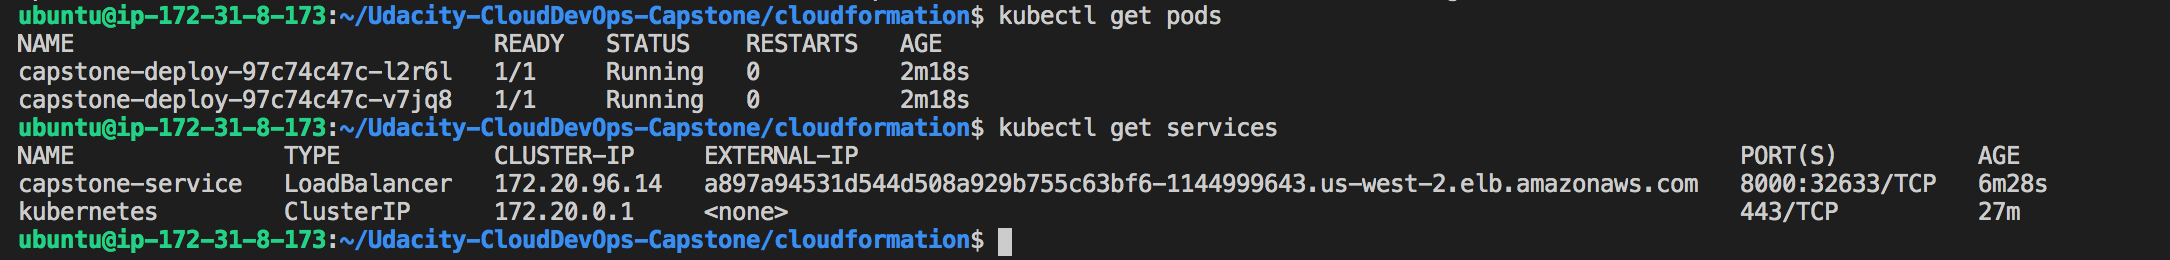 ubuntu@ip-172-31-8-173:~/Udacity-CloudDevOps-Capstone/cloudformation$ kubectl get pods
NAME READY STATUS RESTARTS AGE
capstone-deploy-97c74c47c-l2r6l 1/1 Running 0 2m18s
capstone-deploy-97c74c47c-v7jq8 1/1 Running 0 2m18s
ubuntu@ip-172-31-8-173:~/Udacity-CloudDevOps-Capstone/cloudformation$ kubectl get services
NAME TYPE CLUSTER-IP EXTERNAL-IP PORT(S) AGE
capstone-service LoadBalancer 172.20.96.14 a897a94531d544d508a929b755c63bf6-1144999643.us-west-2.elb.amazonaws.com 8000:32633/TCP 6m28s
kubernetes ClusterIP 172.20.0.1 <none> 443/TCP 27m
ubuntu@ip-172-31-8-173:~/Udacity-CloudDevOps-Capstone/cloudformation$